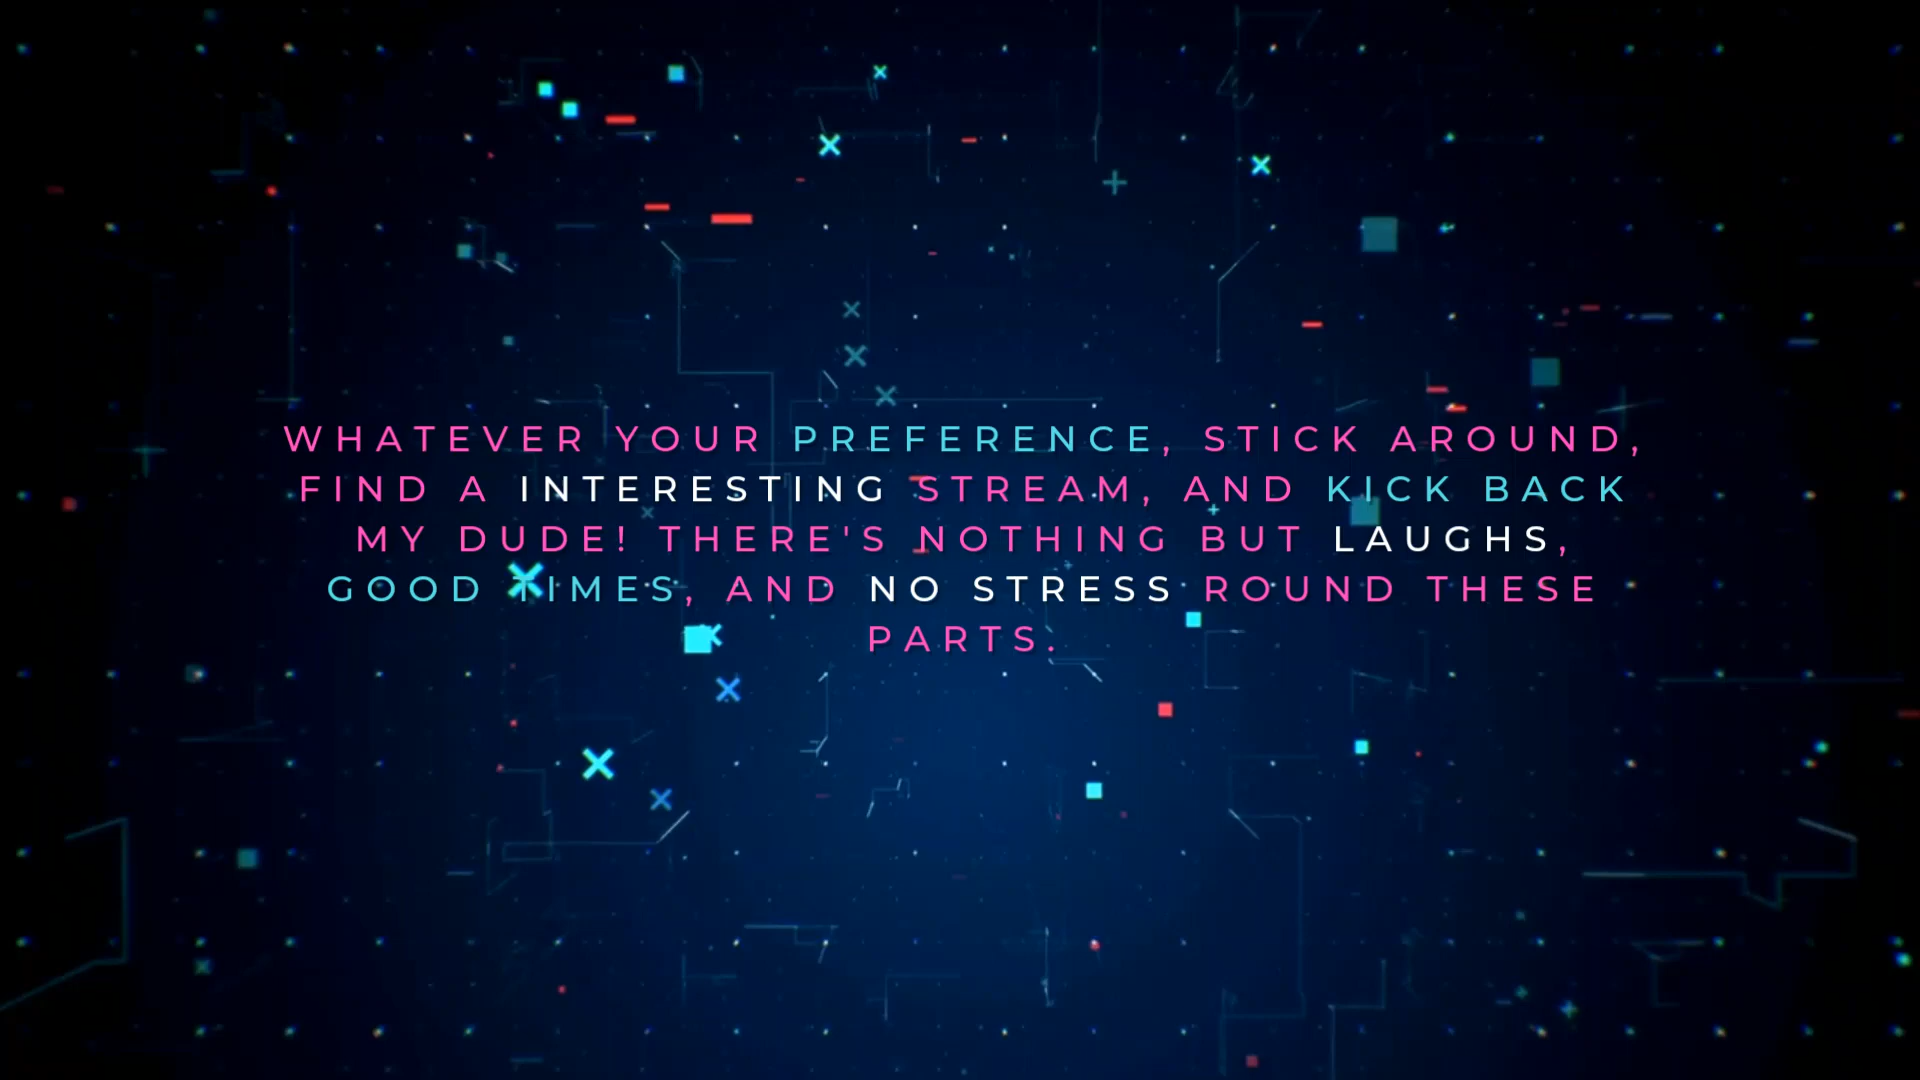 WHATEVER YOUR PREFERENCE, STICK AROUND,
FIND A INTERESTING STREAM, AND KICK BACK
MY DUDE! THERE'S NOTHING BUT LAUGHS,
GOOD TIMES, AND NO STRESS ROUND THESE
PARTS.